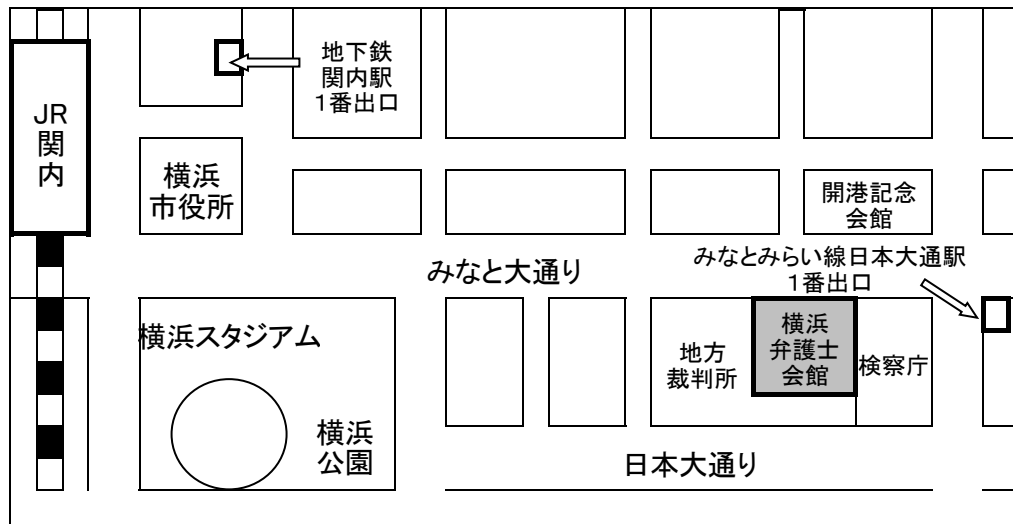 地下鉄
関内駅
1番出口
JR
関
内
横浜
市役所
開港記念
会館
みなと大通り
みなとみらい線日本大通駅
1番出口
横浜スタジアム
横浜
公園
地方
裁判所
横浜
弁護士
会館
検察庁
日本大通り